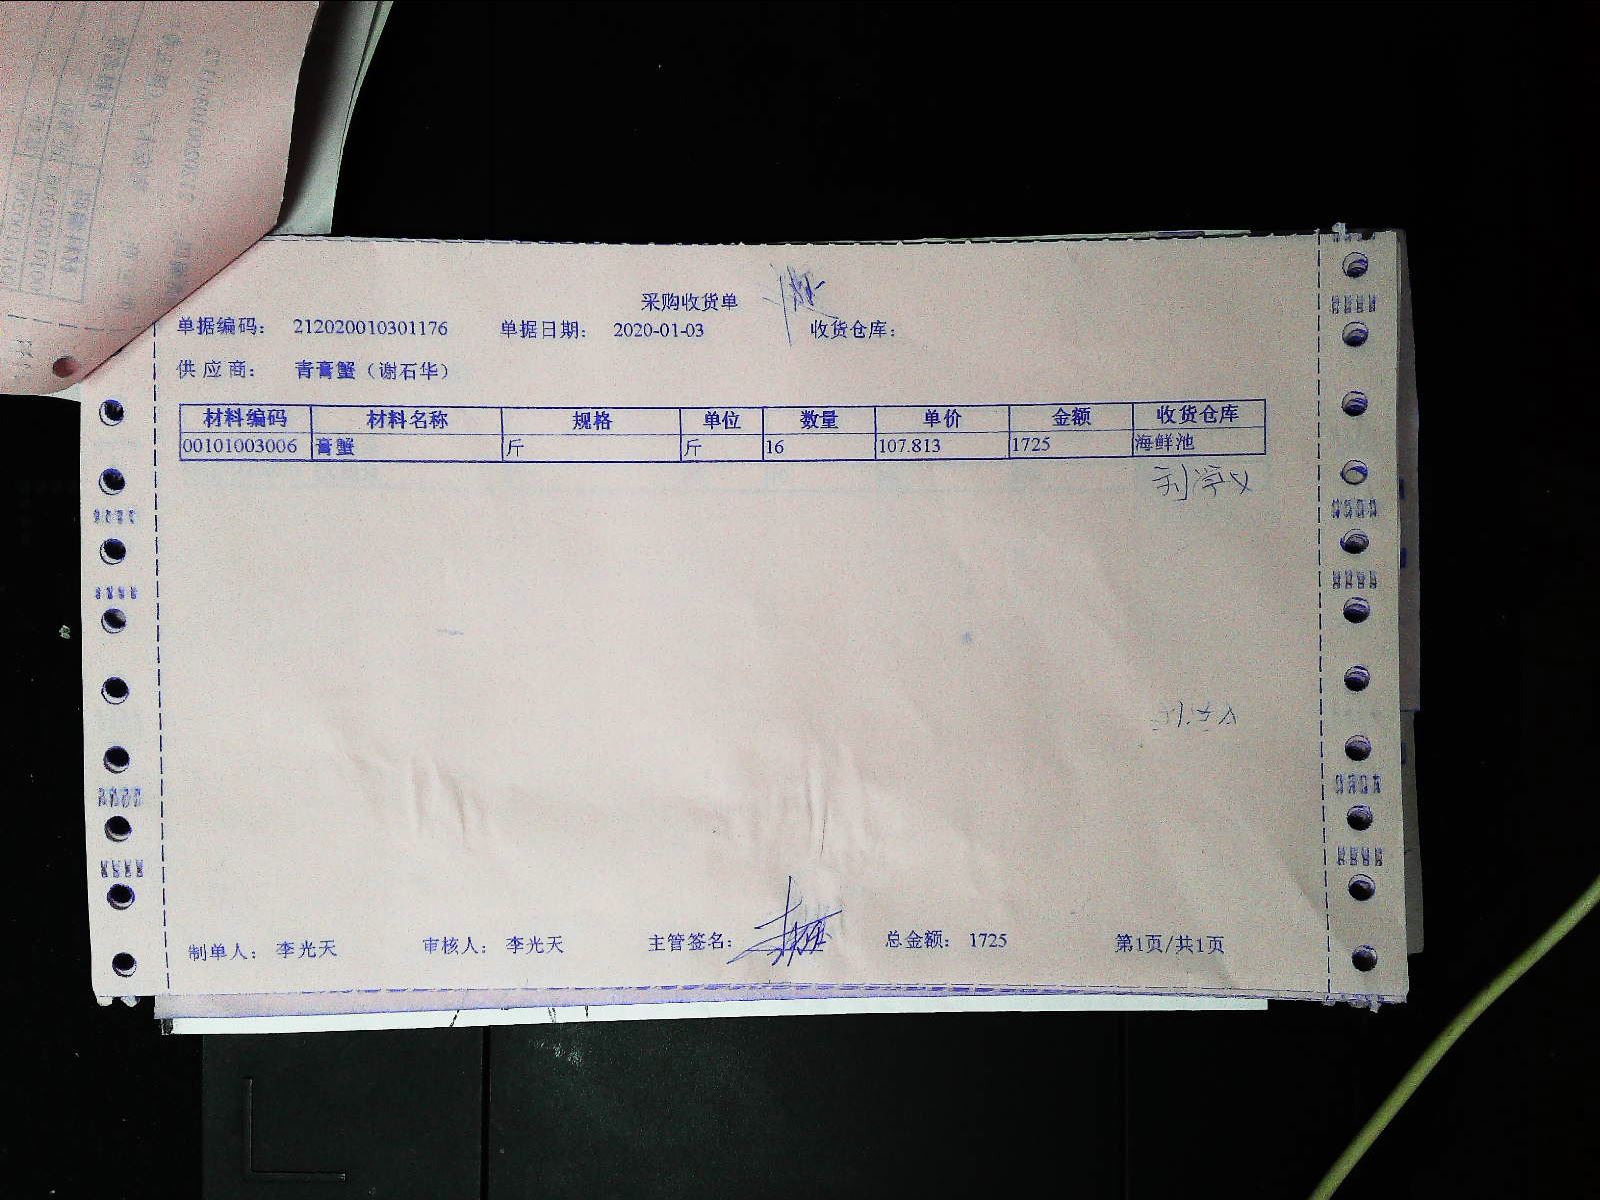 采购收货单
单据编码： 212020010301176 单据日期： 2020-01-03 收货仓库：
供应商： 青膏蟹（谢石华）
材料编码 材料名称 规格 单位 数量 单价 金额 收货仓库
00101003006 膏蟹 斤 斤 16 107.813 1725 海鲜池
制单人： 李光天 审核人： 李光天 主管签名： 总金额： 1725 第1页/共1页